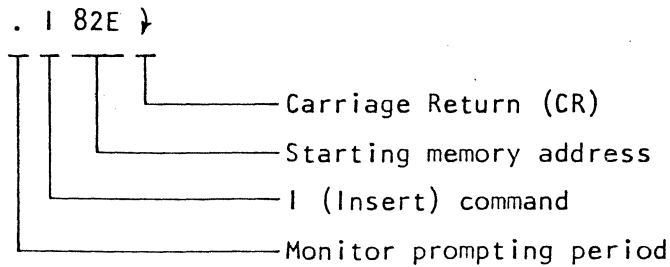 . I 82E
Carriage Return (CR)
Starting memory address
I (Insert) command
Monitor prompting period